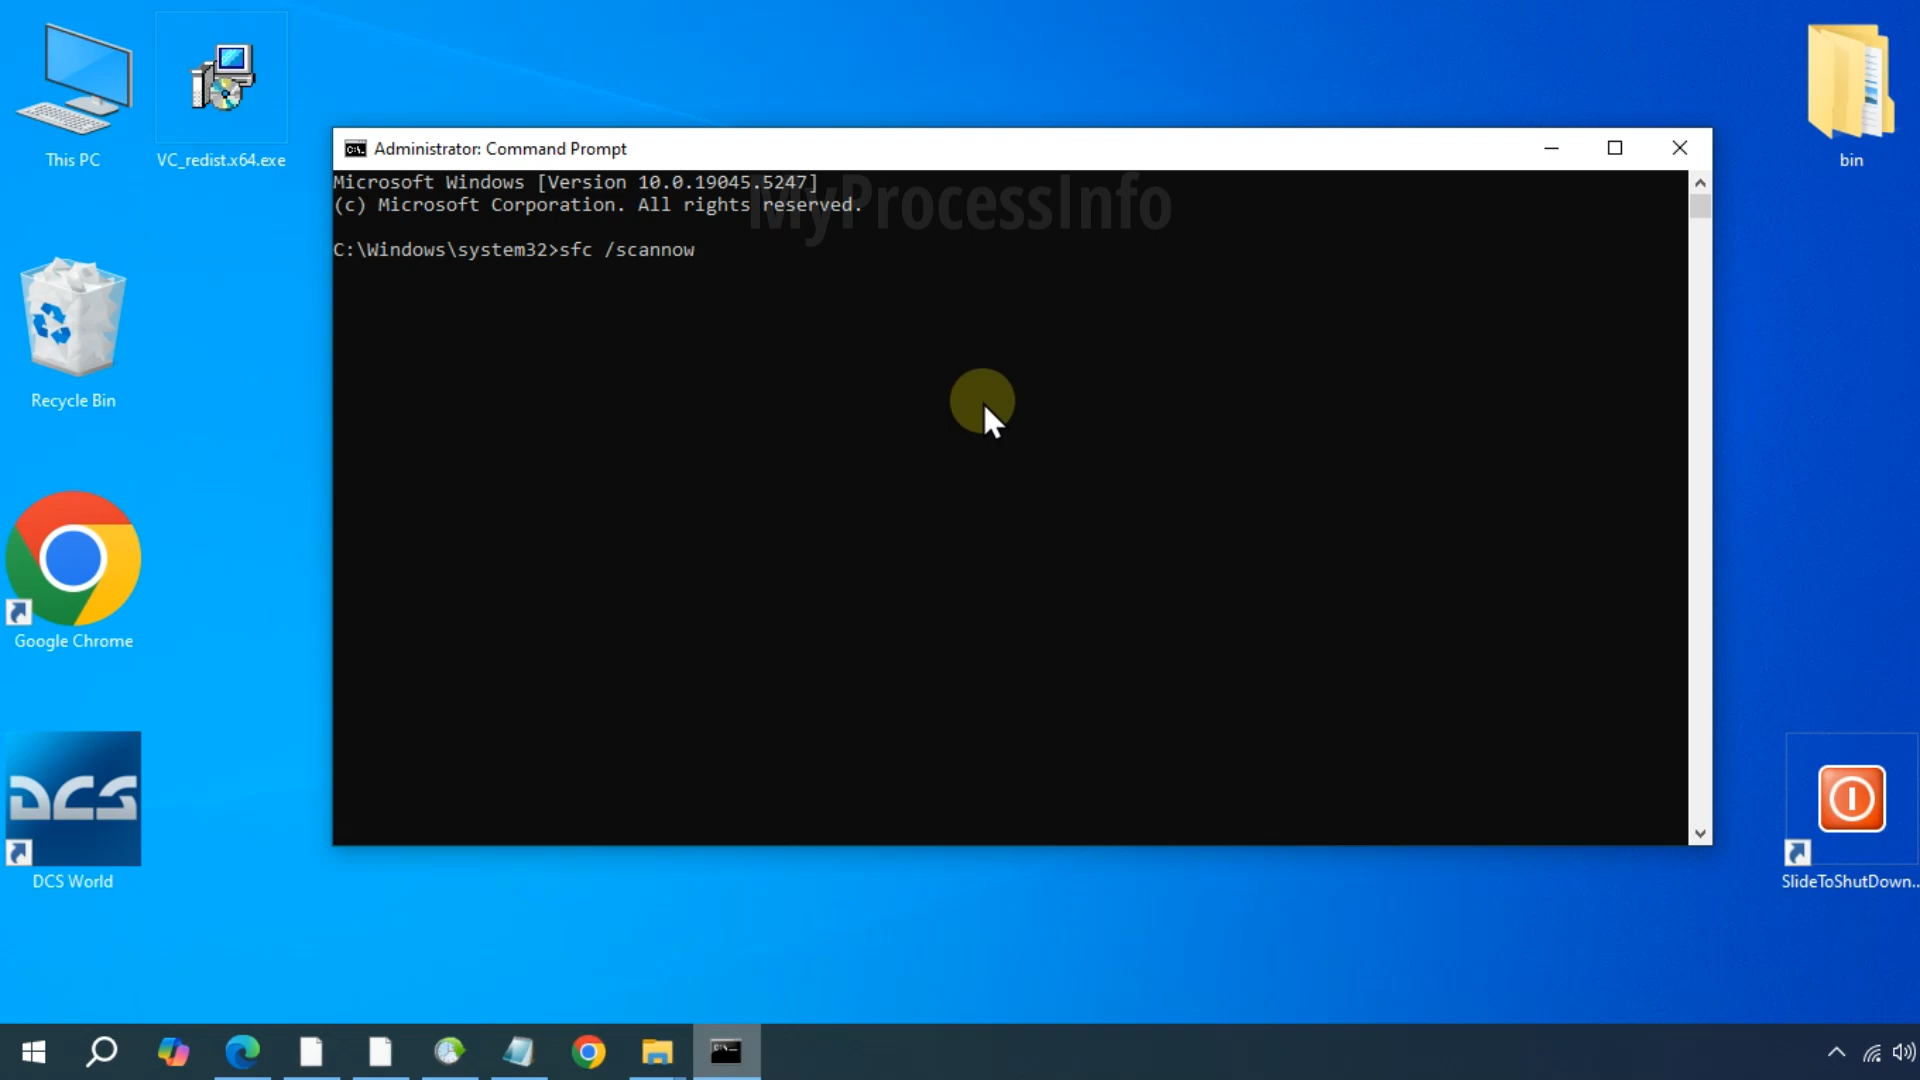 This PC
VC_redist.x64.exe
bin
Administrator: Command Prompt
Microsoft Windows [Version 10.0.19045.5247]
(c) Microsoft Corporation. All rights reserved.
MyProcessInfo
C:\Windows\system32>sfc /scannow
Recycle Bin
Google Chrome
DCS
DCS World
SlideToShutDown...